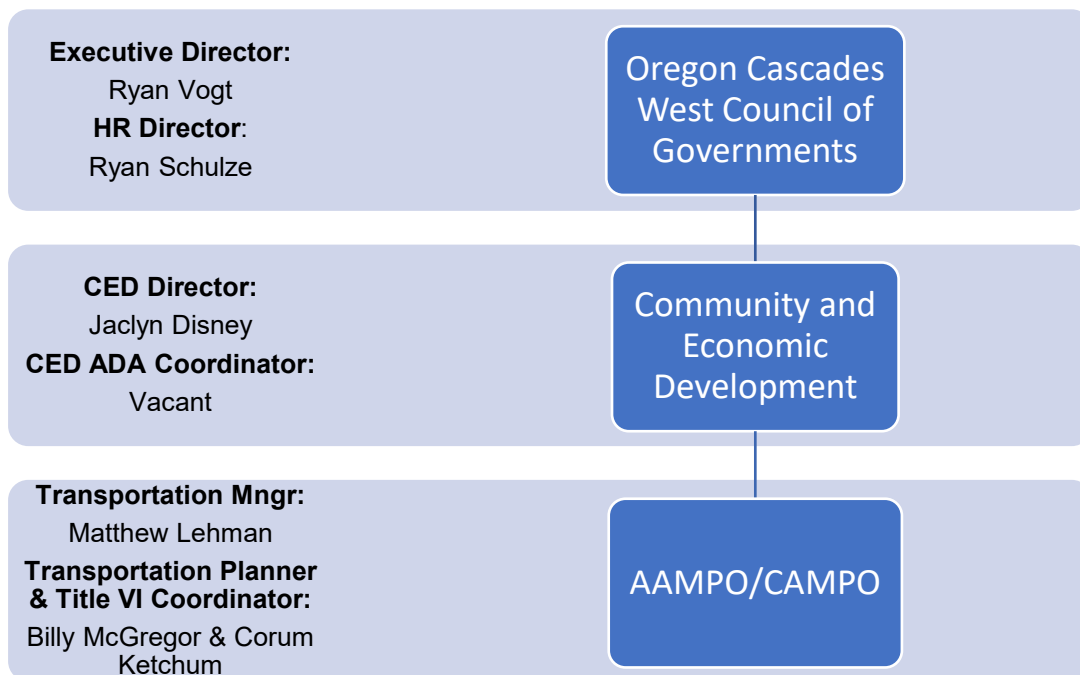 Executive Director:
Ryan Vogt
HR Director:
Ryan Schulze
Oregon Cascades
West Council of
Governments
CED Director:
Jaclyn Disney
CED ADA Coordinator:
Vacant
Community and
Economic
Development
Transportation Mngr:
Matthew Lehman
Transportation Planner
& Title VI Coordinator:
Billy McGregor & Corum
Ketchum
AAMPO/CAMPO